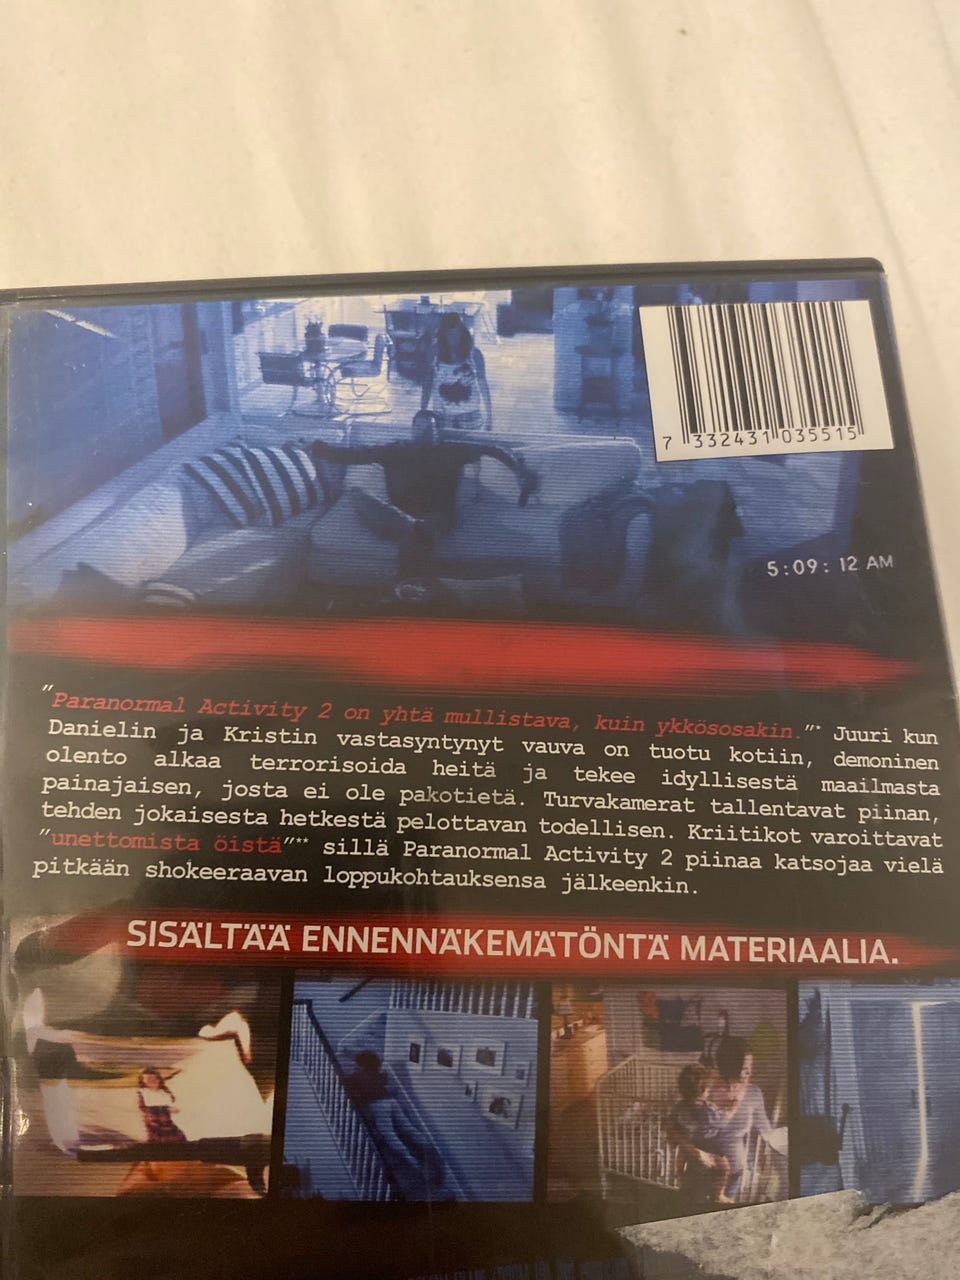 7 332431 035515
5:09: 12 AM
"Paranormal Activity 2 on yhtä mullistava, kuin ykkösosakin."* Juuri kun
Danielin ja Kristin vastasyntynyt vauva on tuotu kotiin, demoninen
olento alkaa terrorisoida heitä ja tekee idyllisestä maailmasta
painajaisen, josta ei ole pakotietä. Turvakamerat tallentavat piinan,
tehden jokaisesta hetkestä pelottavan todellisen. Kriitikot varoittavat
"unettomista öistä"** sillä Paranormal Activity 2 piinaa katsojaa vielä
pitkään shokeeraavan loppukohtauksensa jälkeenkin.
SISÄLTÄÄ ENNENNÄKEMÄTÖNTÄ MATERIAALIA.